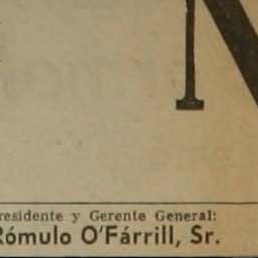 residente y Gerente General:
Rómulo O'Fárrill, Sr.